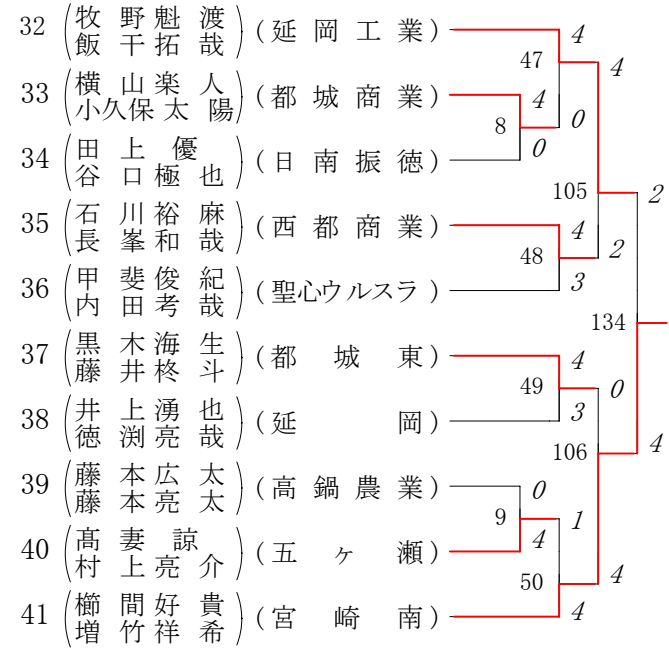 32 牧野魁渡 飯干拓哉 (延岡工業)
33 横山楽人 小久保太陽 (都城商業)
34 田上優 谷口極也 (日南振徳)
35 石川裕麻 長峯和哉 (西都商業)
36 甲斐俊紀 内田考哉 (聖心ウルスラ)
37 黒木海生 藤井柊斗 (都城東)
38 井上湧也 徳渕亮哉 (延岡)
39 藤本広太 藤本亮太 (高鍋農業)
40 髙妻諒 村上亮介 (五ヶ瀬)
41 櫛間好貴 増竹祥希 (宮崎南)
4
47
4
4
0
8
0
2
105
4
2
48
3
134
4
0
49
3
106
4
0
9
1
4
50
4
4